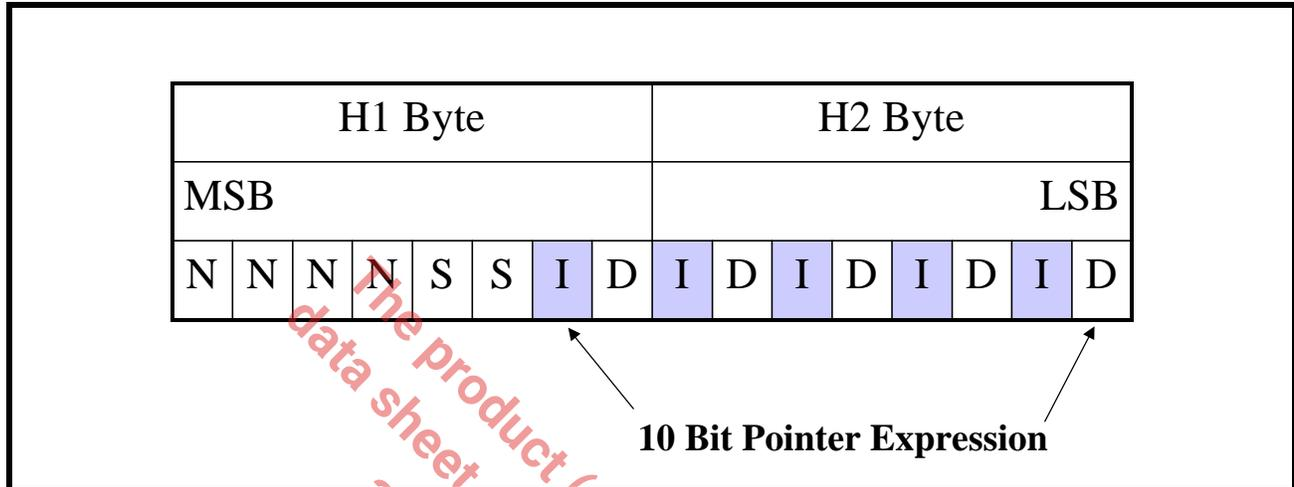 H1 Byte H2 Byte
MSB LSB
N N N N S S I D I D I D I D I D
10 Bit Pointer Expression
The product (
data sheet